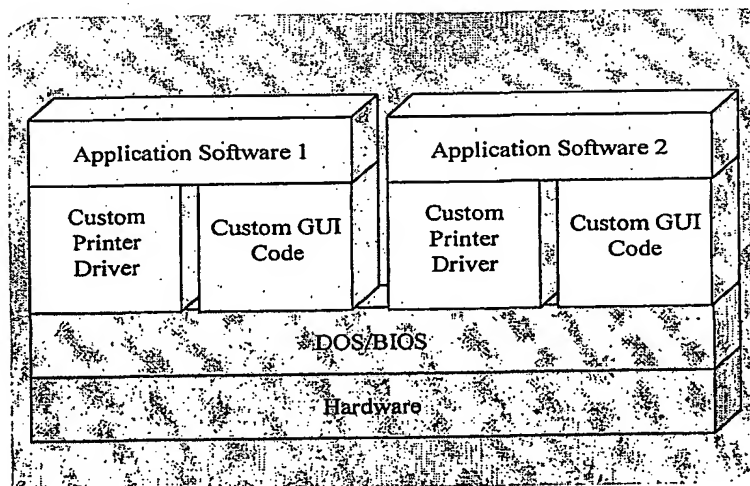 Application Software 1
Application Software 2
Custom
Printer
Driver
Custom GUI
Code
Custom
Printer
Driver
Custom GUI
Code
DOS/BIOS
Hardware